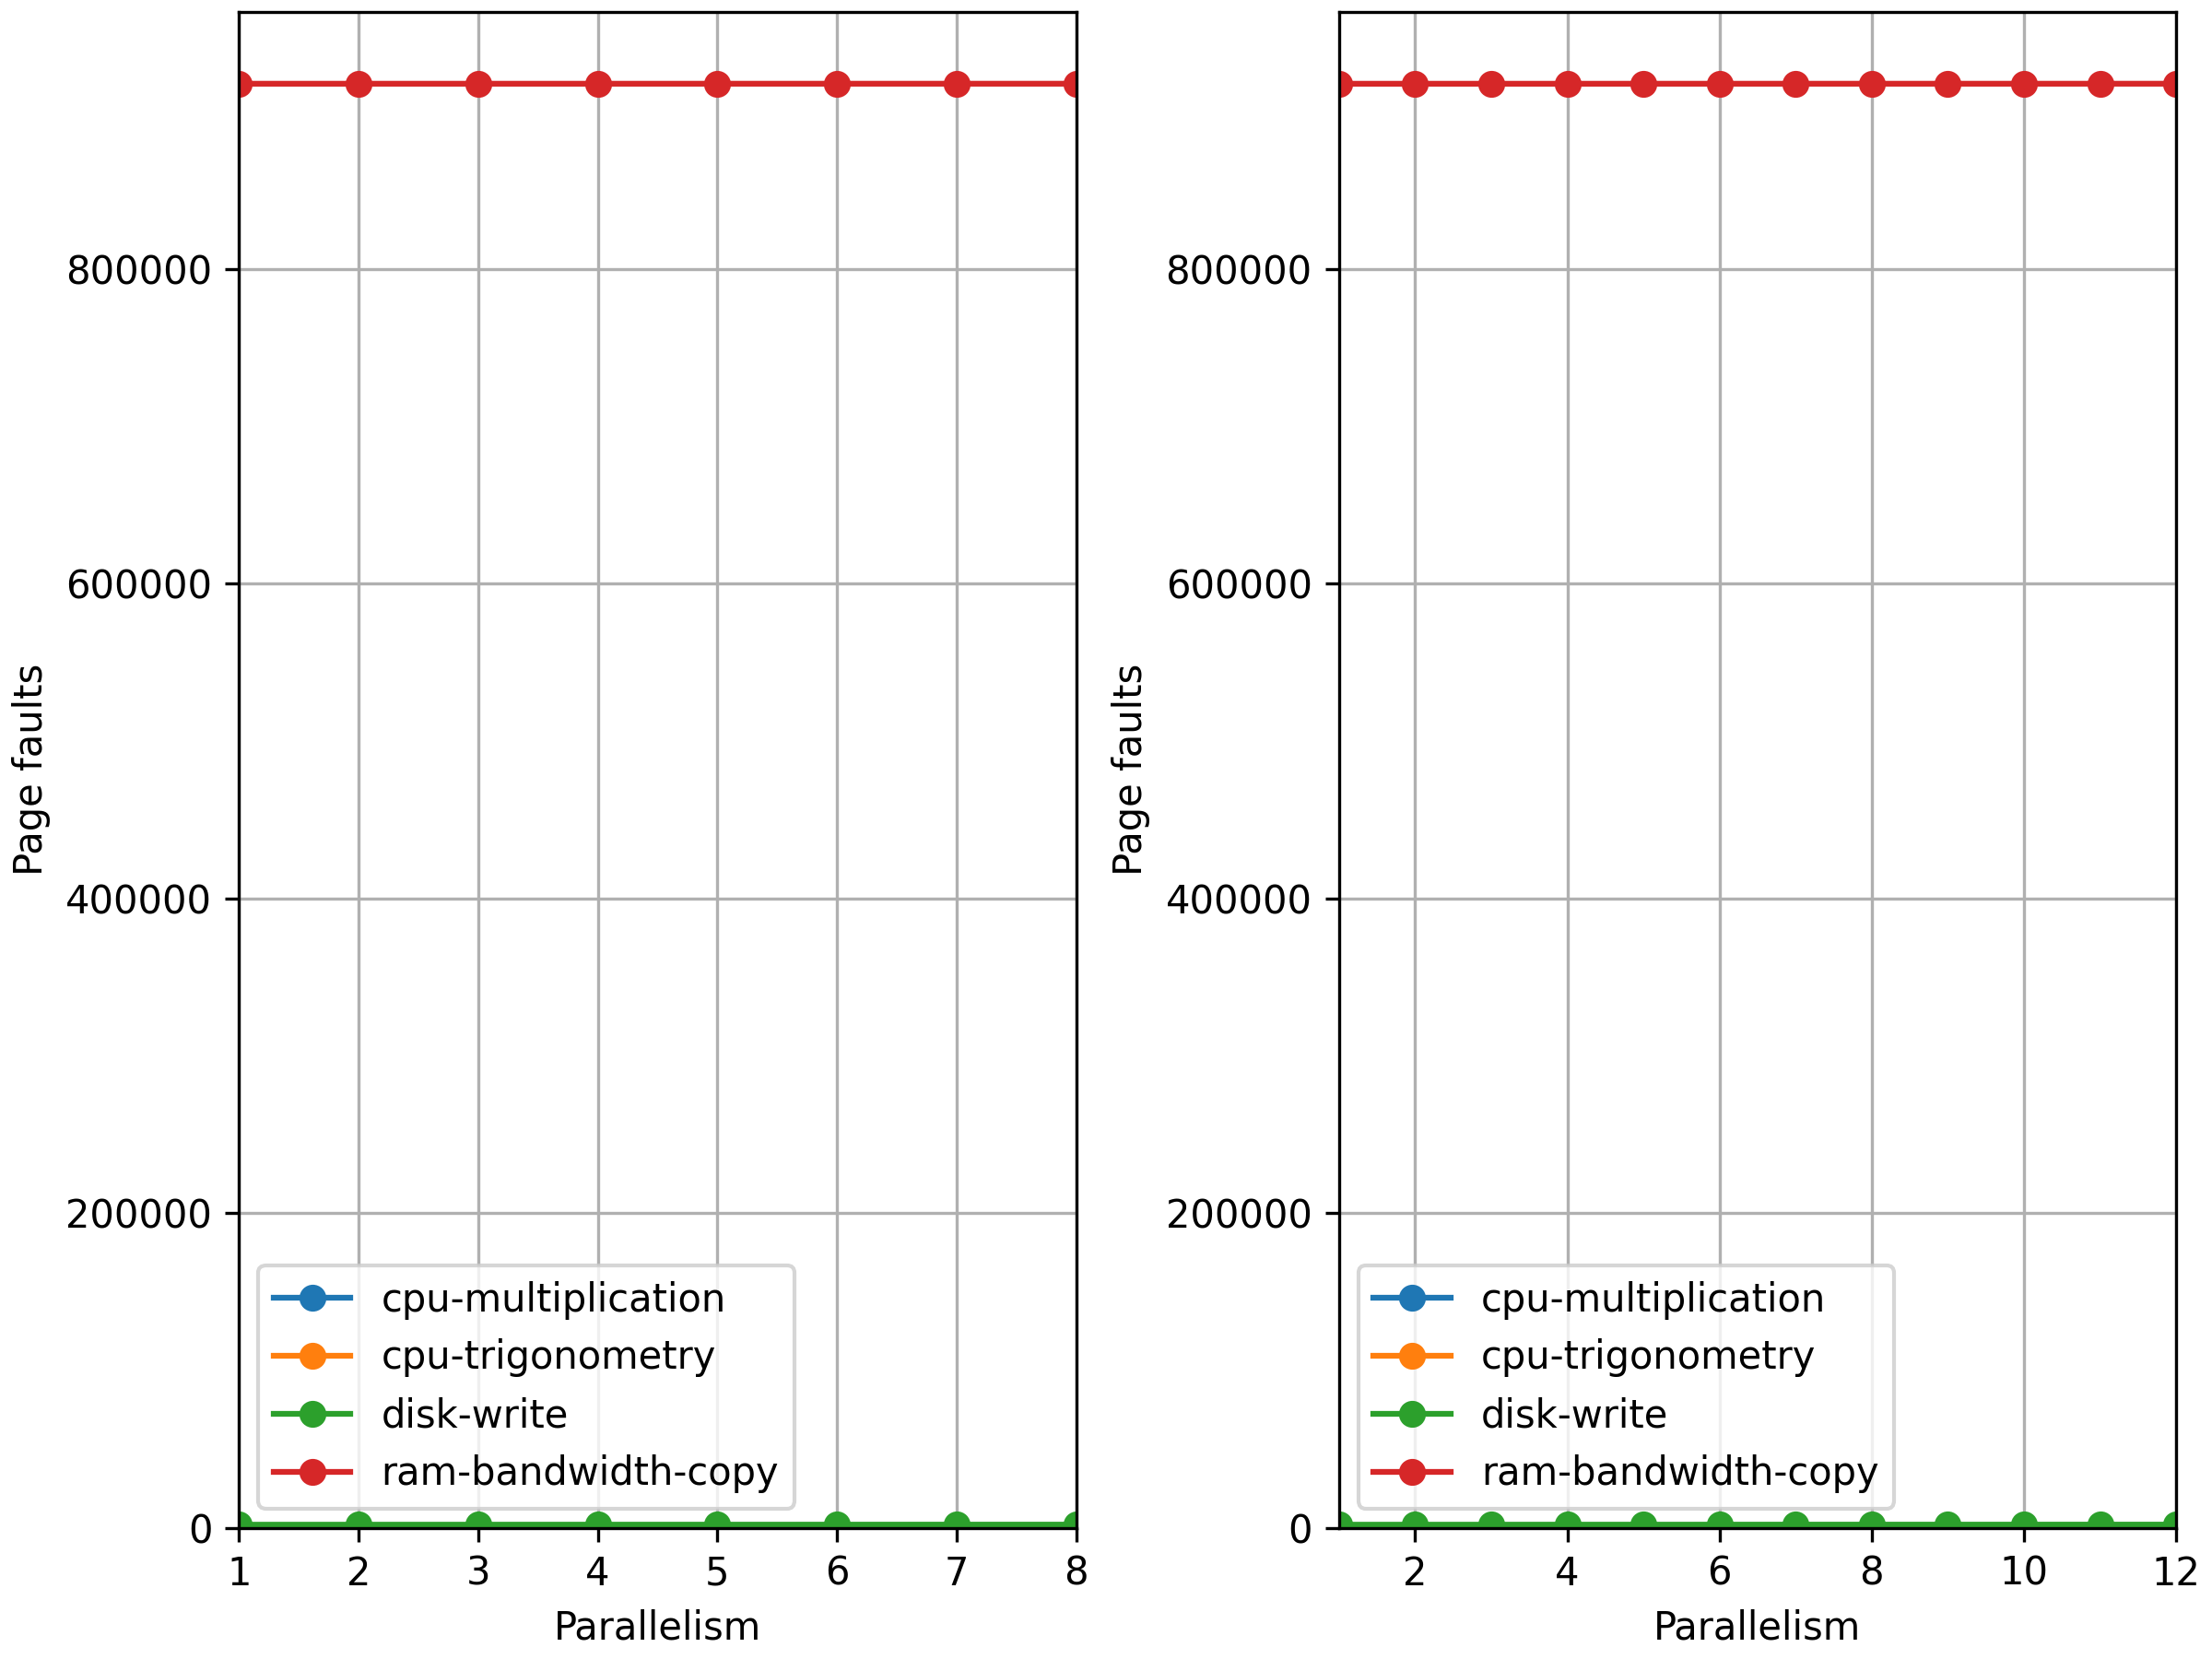 800000
600000
400000
200000
0
Page faults
cpu-multiplication
cpu-trigonometry
disk-write
ram-bandwidth-copy
1 2 3 4 5 6 7 8
Parallelism
800000
600000
400000
200000
0
Page faults
cpu-multiplication
cpu-trigonometry
disk-write
ram-bandwidth-copy
2 4 6 8 10 12
Parallelism